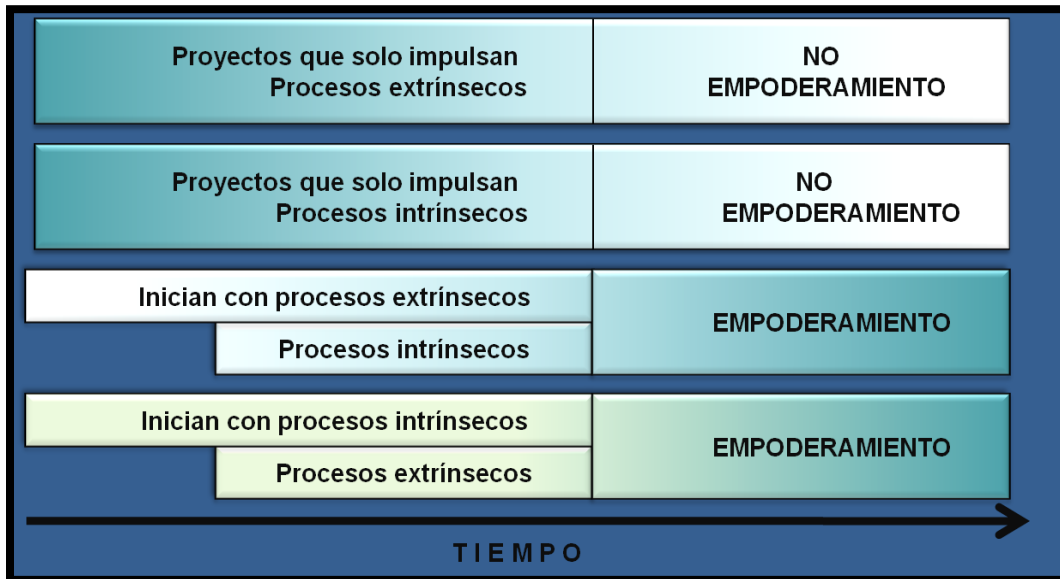 Proyectos que solo impulsan
Procesos extrínsecos
NO
EMPODERAMIENTO
Proyectos que solo impulsan
Procesos intrínsecos
NO
EMPODERAMIENTO
Inician con procesos extrínsecos
Procesos intrínsecos
EMPODERAMIENTO
Inician con procesos intrínsecos
Procesos extrínsecos
EMPODERAMIENTO
TIEMPO